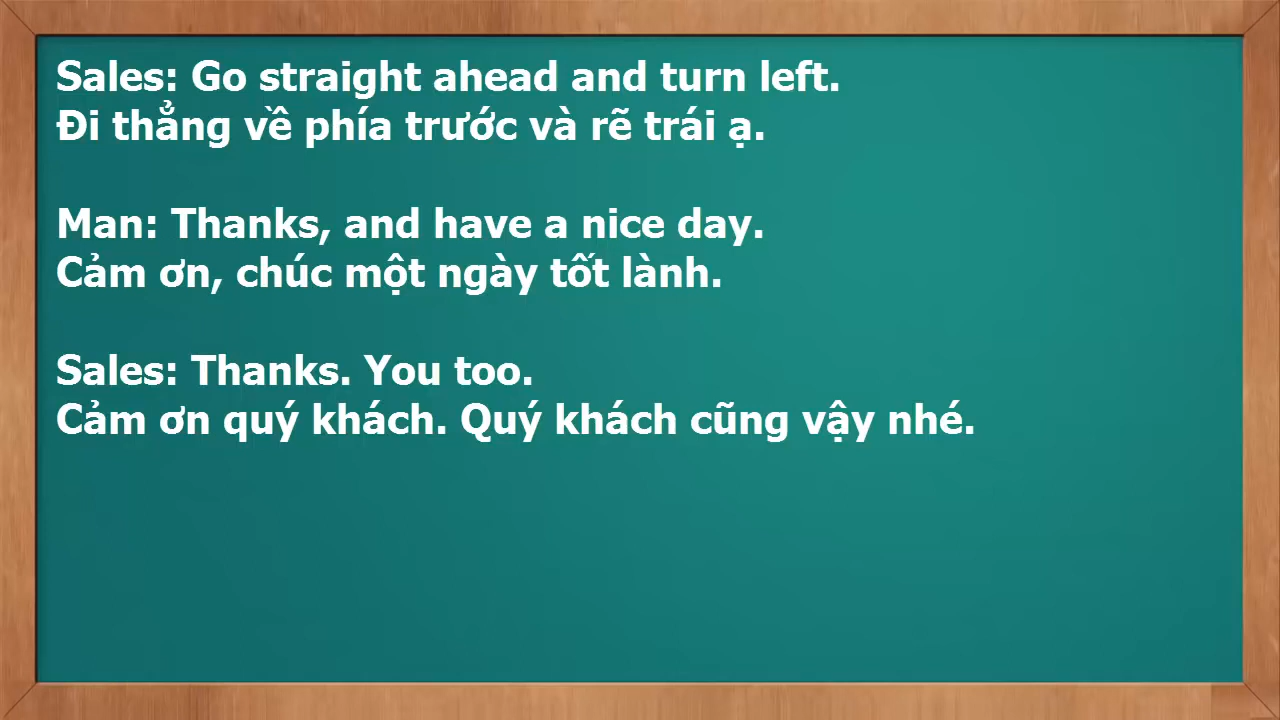 Sales: Go straight ahead and turn left.
Đi thẳng về phía trước và rẽ trái ạ.
Man: Thanks, and have a nice day.
Cảm ơn, chúc một ngày tốt lành.
Sales: Thanks. You too.
Cảm ơn quý khách. Quý khách cũng vậy nhé.